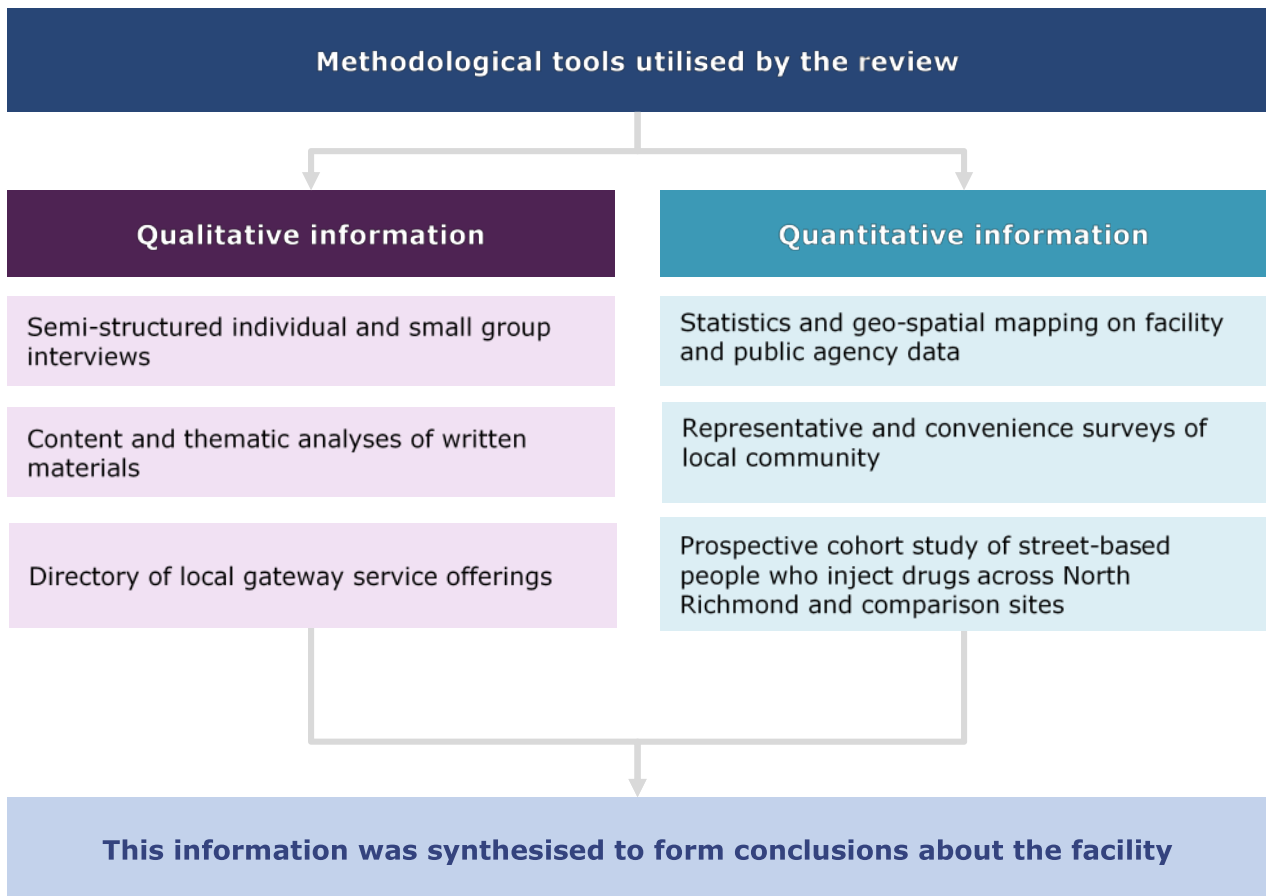 Methodological tools utilised by the review
Qualitative information
Semi-structured individual and small group
interviews
Content and thematic analyses of written
materials
Directory of local gateway service offerings
Quantitative information
Statistics and geo-spatial mapping on facility
and public agency data
Representative and convenience surveys of
local community
Prospective cohort study of street-based
people who inject drugs across North
Richmond and comparison sites
This information was synthesised to form conclusions about the facility